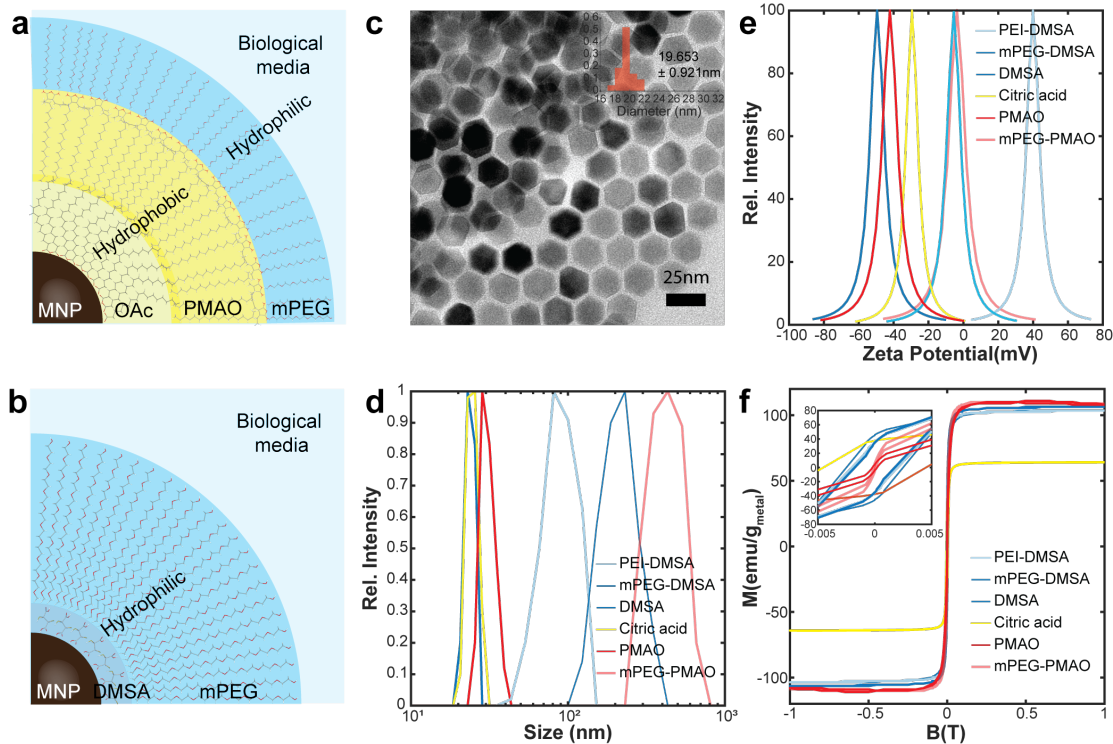 a
Biological
media
Hydrophilic
Hydrophobic
MNP
OAc
PMAO
mPEG
b
Biological
media
Hydrophilic
MNP
DMSA
mPEG
c
0.6
0.5
0.4
0.3
0.2
0.1
0.0
19.653
± 0.921nm
16 18 20 22 24 26 28 30 32
Diameter (nm)
25nm
d
Rel. Intensity
1
0.9
0.8
0.7
0.6
0.5
0.4
0.3
0.2
0.1
0
PEI-DMSA
mPEG-DMSA
DMSA
Citric acid
PMAO
mPEG-PMAO
10¹ 10² 10³
Size (nm)
e
Rel. Intensity
100
80
60
40
20
0
PEI-DMSA
mPEG-DMSA
DMSA
Citric acid
PMAO
mPEG-PMAO
-100 -80 -60 -40 -20 0 20 40 60 80
Zeta Potential(mV)
f
M(emu/gmetal)
100
50
0
-50
-100
80
60
40
20
0
-20
-40
-60
-80
-0.005 0 0.005
PEI-DMSA
mPEG-DMSA
DMSA
Citric acid
PMAO
mPEG-PMAO
-1 -0.5 0 0.5 1
B(T)